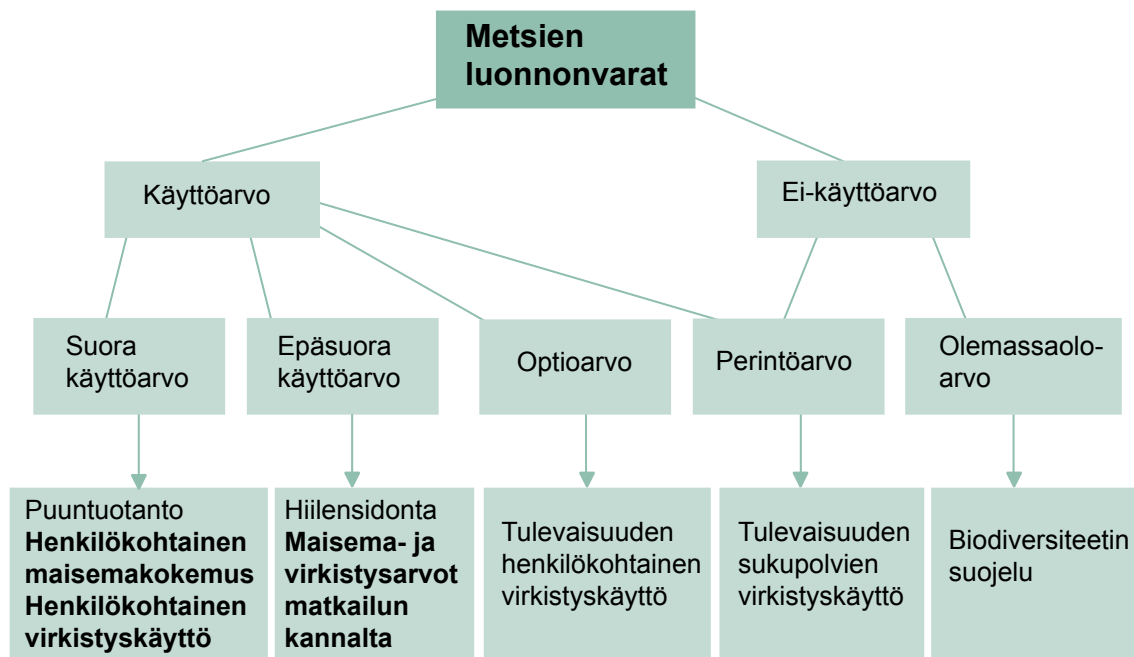 Metsien
luonnonvarat
Käyttöarvo
Ei-käyttöarvo
Suora
käyttöarvo
Epäsuora
käyttöarvo
Optioarvo
Perintöarvo
Olemassaolo-
arvo
Puuntuotanto
Henkilökohtainen
maisemakokemus
Henkilökohtainen
virkistyskäyttö
Hiilensidonta
Maisema- ja
virkistysarvot
matkailun
kannalta
Tulevaisuuden
henkilökohtainen
virkistyskäyttö
Tulevaisuuden
sukupolvien
virkistyskäyttö
Biodiversiteetin
suojelu